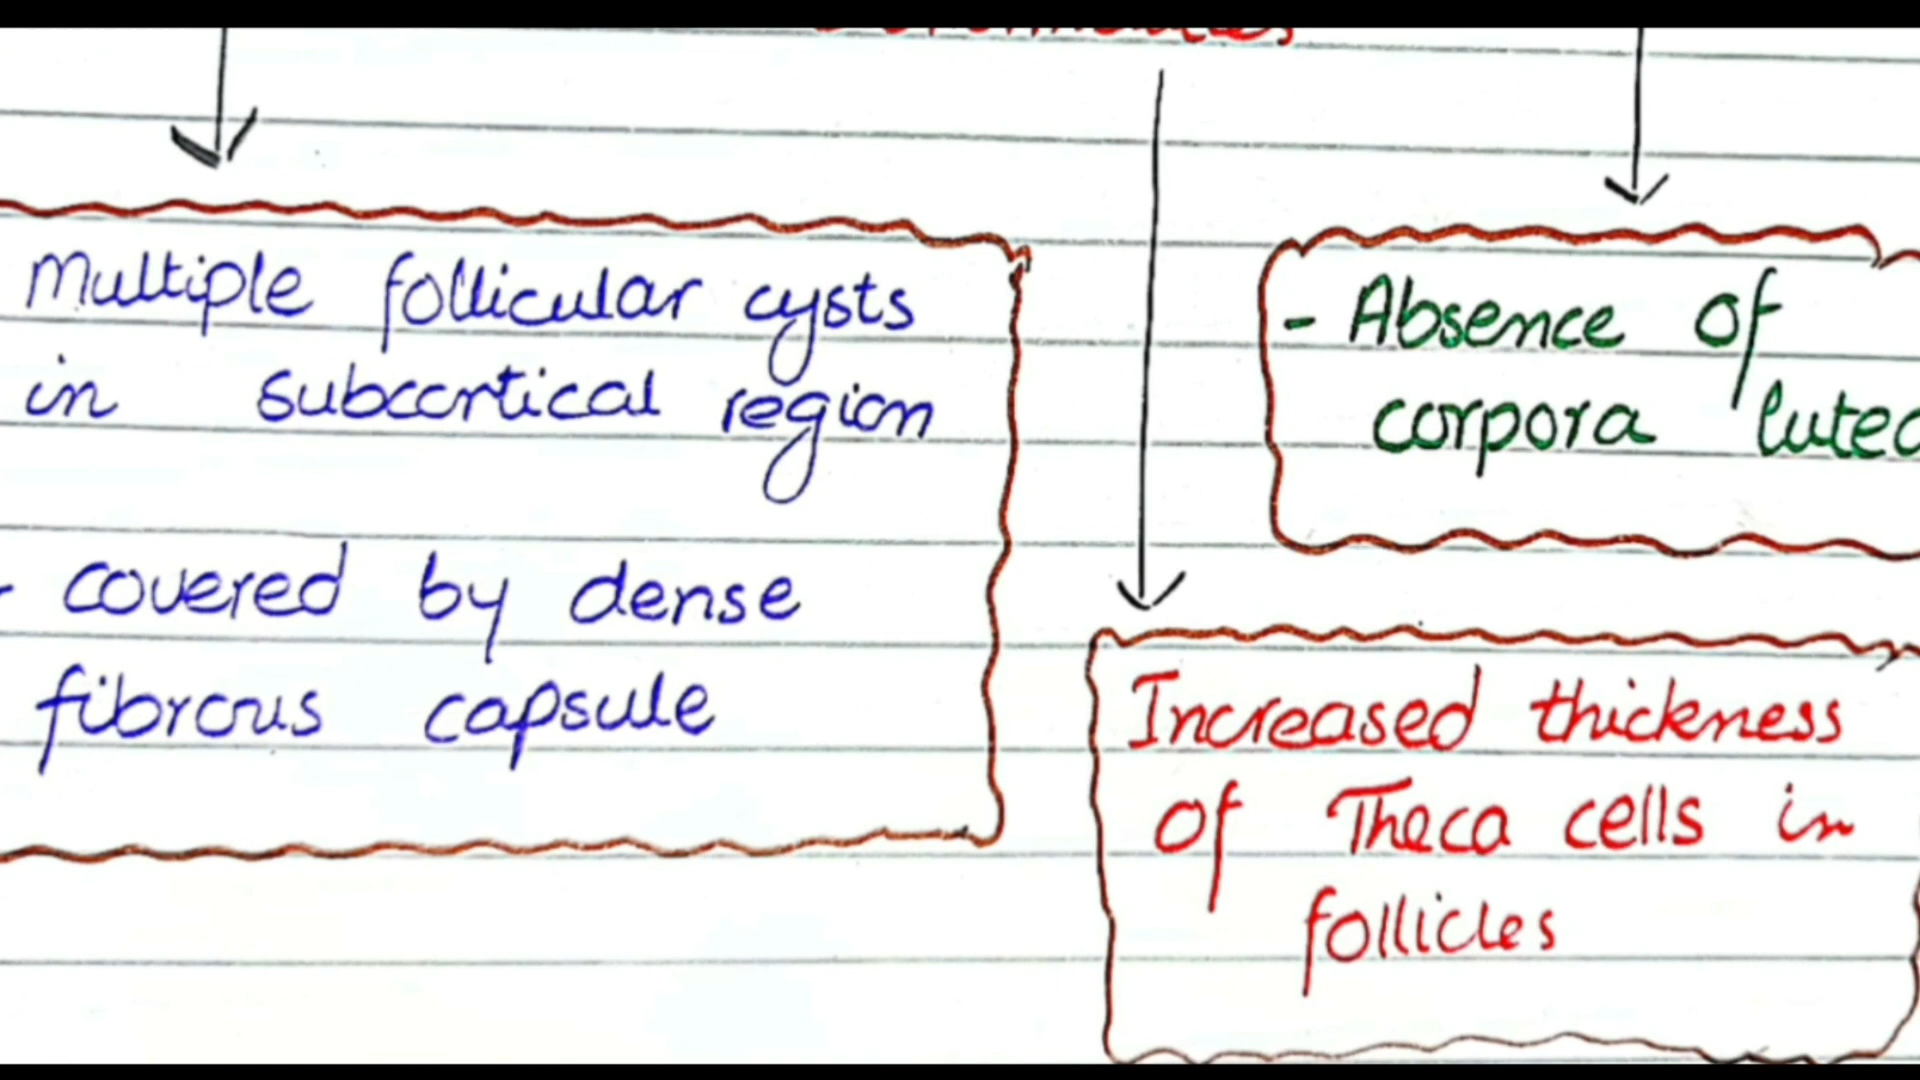 Multiple follicular cysts
in subcortical region
- covered by dense
fibrous capsule
- Absence of
corpora
Increased thickness
of Theca cells in
follicles